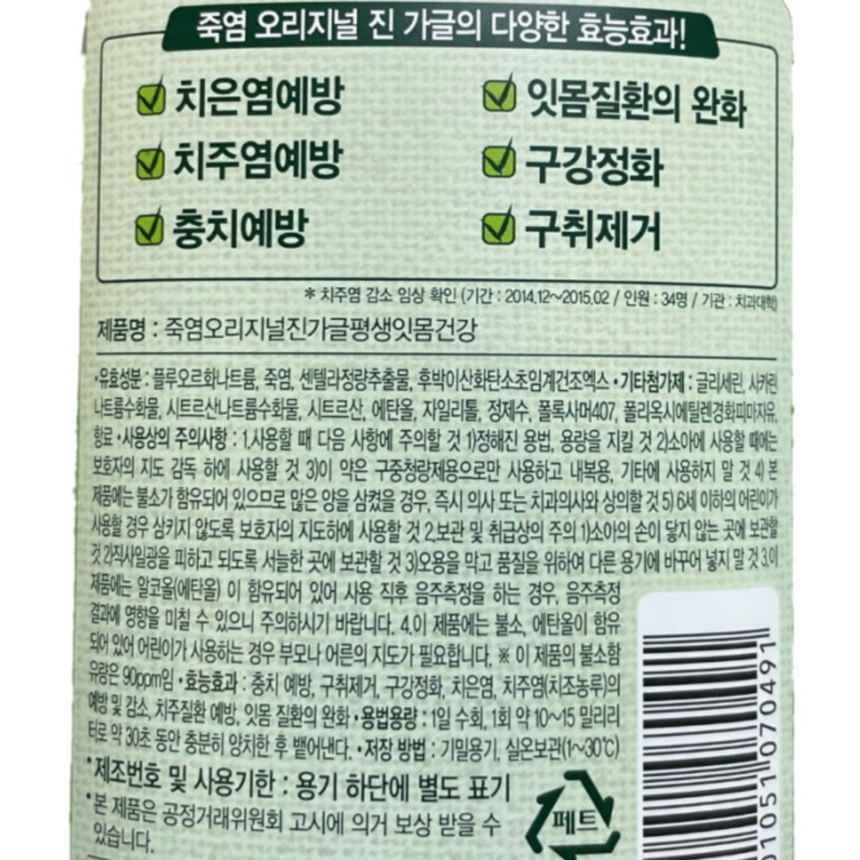 죽염 오리지널 진 가글의 다양한 효능효과!
치은염예방 잇몸질환의 완화
치주염예방 구강정화
충치예방 구취제거
* 치주염 감소 임상 확인 (기간 : 2014.12~2015.02 / 인원 : 34명 / 기관 : 치과대학)
제품명 : 죽염오리지널진가글평생잇몸건강
•유효성분 : 플루오르화나트륨, 죽염, 센텔라정량추출물, 후박이산화탄소초임계건조엑스 •기타첨가제 : 글리세린, 사카린
나트륨수화물, 시트르산나트륨수화물, 시트르산, 에탄올, 자일리톨, 정제수, 폴록사머407, 폴리옥시에틸렌경화피마자유,
향료 •사용상의 주의사항 : 1.사용할 때 다음 사항에 주의할 것 1)정해진 용법, 용량을 지킬 것 2)소아에 사용할 때에는
보호자의 지도 감독 하에 사용할 것 3)이 약은 구중청량제용으로만 사용하고 내복용, 기타에 사용하지 말 것 4) 본
제품에는 불소가 함유되어 있으므로 많은 양을 삼켰을 경우, 즉시 의사 또는 치과의사와 상의할 것 5) 6세 이하의 어린이가
사용할 경우 삼키지 않도록 보호자의 지도하에 사용할 것 2.보관 및 취급상의 주의 1)소아의 손이 닿지 않는 곳에 보관할
것 2)직사일광을 피하고 되도록 서늘한 곳에 보관할 것 3)오용을 막고 품질을 위하여 다른 용기에 바꾸어 넣지 말 것 3.이
제품에는 알코올(에탄올) 이 함유되어 있어 사용 직후 음주측정을 하는 경우, 음주측정
결과에 영향을 미칠 수 있으니 주의하시기 바랍니다. 4.이 제품에는 불소, 에탄올이 함유
되어 있어 어린이가 사용하는 경우 부모나 어른의 지도가 필요합니다. ※ 이 제품의 불소함
유량은 90ppm임 •효능효과 : 충치 예방, 구취제거, 구강정화, 치은염, 치주염(치조농루)의
예방 및 감소, 치주질환 예방, 잇몸 질환의 완화 •용법용량 : 1일 수회, 1회 약 10~15 밀리리
터로 약 30초 동안 충분히 양치한 후 뱉어낸다. •저장 방법 : 기밀용기, 실온보관(1~30℃)
•제조번호 및 사용기한 : 용기 하단에 별도 표기
•본 제품은 공정거래위원회 고시에 의거 보상 받을 수
있습니다.
페트
1051 070491